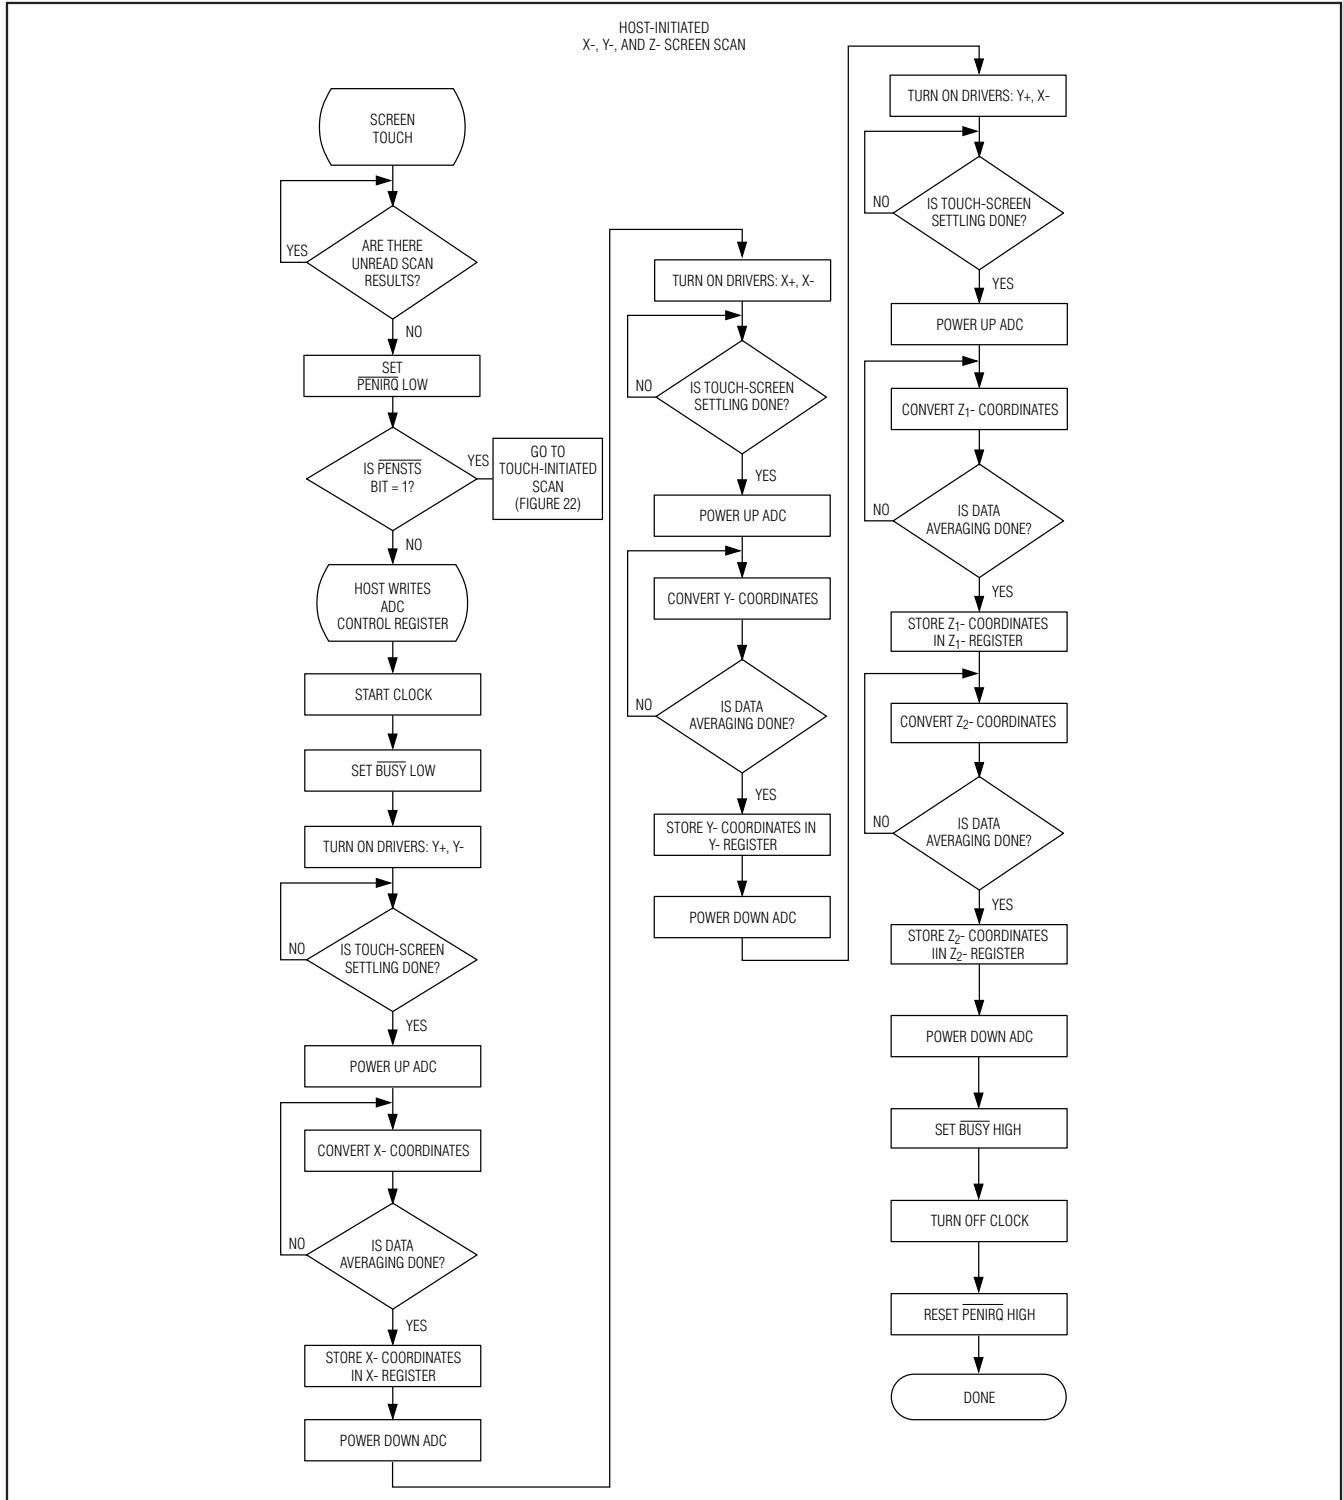 HOST-INITIATED
X-, Y-, AND Z- SCREEN SCAN
SCREEN
TOUCH
YES
ARE THERE
UNREAD SCAN
RESULTS?
NO
SET
PENIRQ LOW
IS PENSTS
BIT = 1?
YES
GO TO
TOUCH-INITIATED
SCAN
(FIGURE 22)
NO
HOST WRITES
ADC
CONTROL REGISTER
START CLOCK
SET BUSY LOW
TURN ON DRIVERS: Y+, Y-
NO
IS TOUCH-SCREEN
SETTLING DONE?
YES
POWER UP ADC
CONVERT X- COORDINATES
NO
IS DATA
AVERAGING DONE?
YES
STORE X- COORDINATES
IN X- REGISTER
POWER DOWN ADC
TURN ON DRIVERS: X+, X-
NO
IS TOUCH-SCREEN
SETTLING DONE?
YES
POWER UP ADC
CONVERT Y- COORDINATES
NO
IS DATA
AVERAGING DONE?
YES
STORE Y- COORDINATES IN
Y- REGISTER
POWER DOWN ADC
TURN ON DRIVERS: Y+, X-
NO
IS TOUCH-SCREEN
SETTLING DONE?
YES
POWER UP ADC
CONVERT Z1- COORDINATES
NO
IS DATA
AVERAGING DONE?
YES
STORE Z1- COORDINATES
IN Z1- REGISTER
CONVERT Z2- COORDINATES
NO
IS DATA
AVERAGING DONE?
YES
STORE Z2- COORDINATES
IIN Z2- REGISTER
POWER DOWN ADC
SET BUSY HIGH
TURN OFF CLOCK
RESET PENIRQ HIGH
DONE